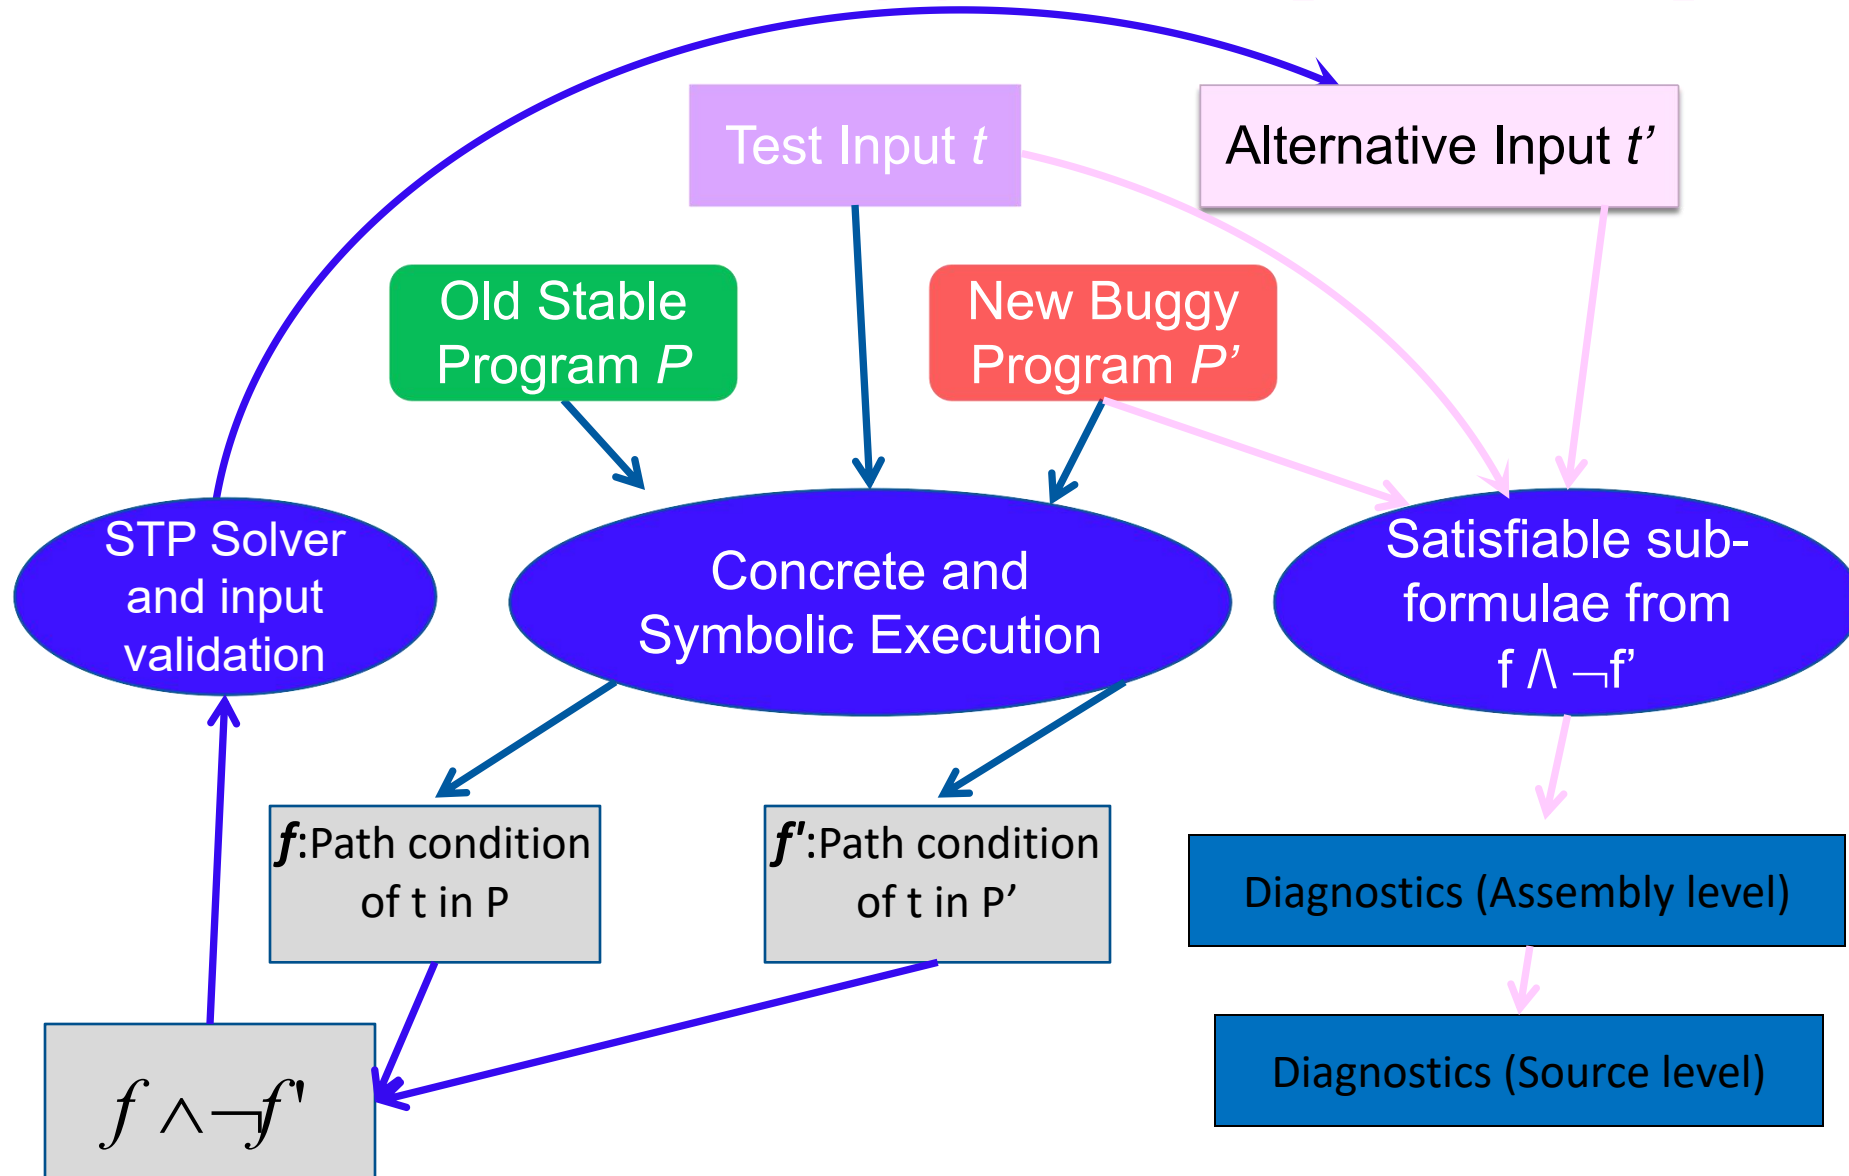 Test Input t
Alternative Input t’
Old Stable
Program P
New Buggy
Program P’
STP Solver
and input
validation
Concrete and
Symbolic Execution
Satisfiable sub-
formulae from
f /\ ¬f’
f:Path condition
of t in P
f':Path condition
of t in P’
Diagnostics (Assembly level)
Diagnostics (Source level)
f ∧¬f'